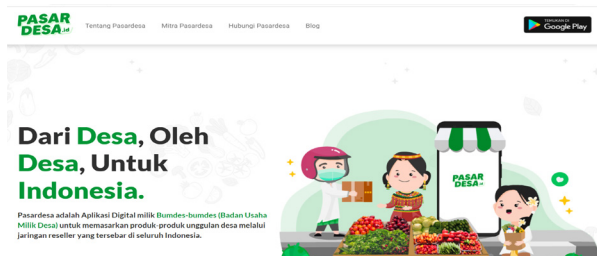 PASAR
DESA.id
Tentang Pasardesa Mitra Pasardesa Hubungi Pasardesa Blog
TEMUKAN DI
Google Play
Dari Desa, Oleh
Desa, Untuk
Indonesia.
Pasardesa adalah Aplikasi Digital milik Bumdes-bumdes (Badan Usaha
Milik Desa) untuk memasarkan produk-produk unggulan desa melalui
jaringan reseller yang tersebar di seluruh Indonesia.
PASAR
DESA.id